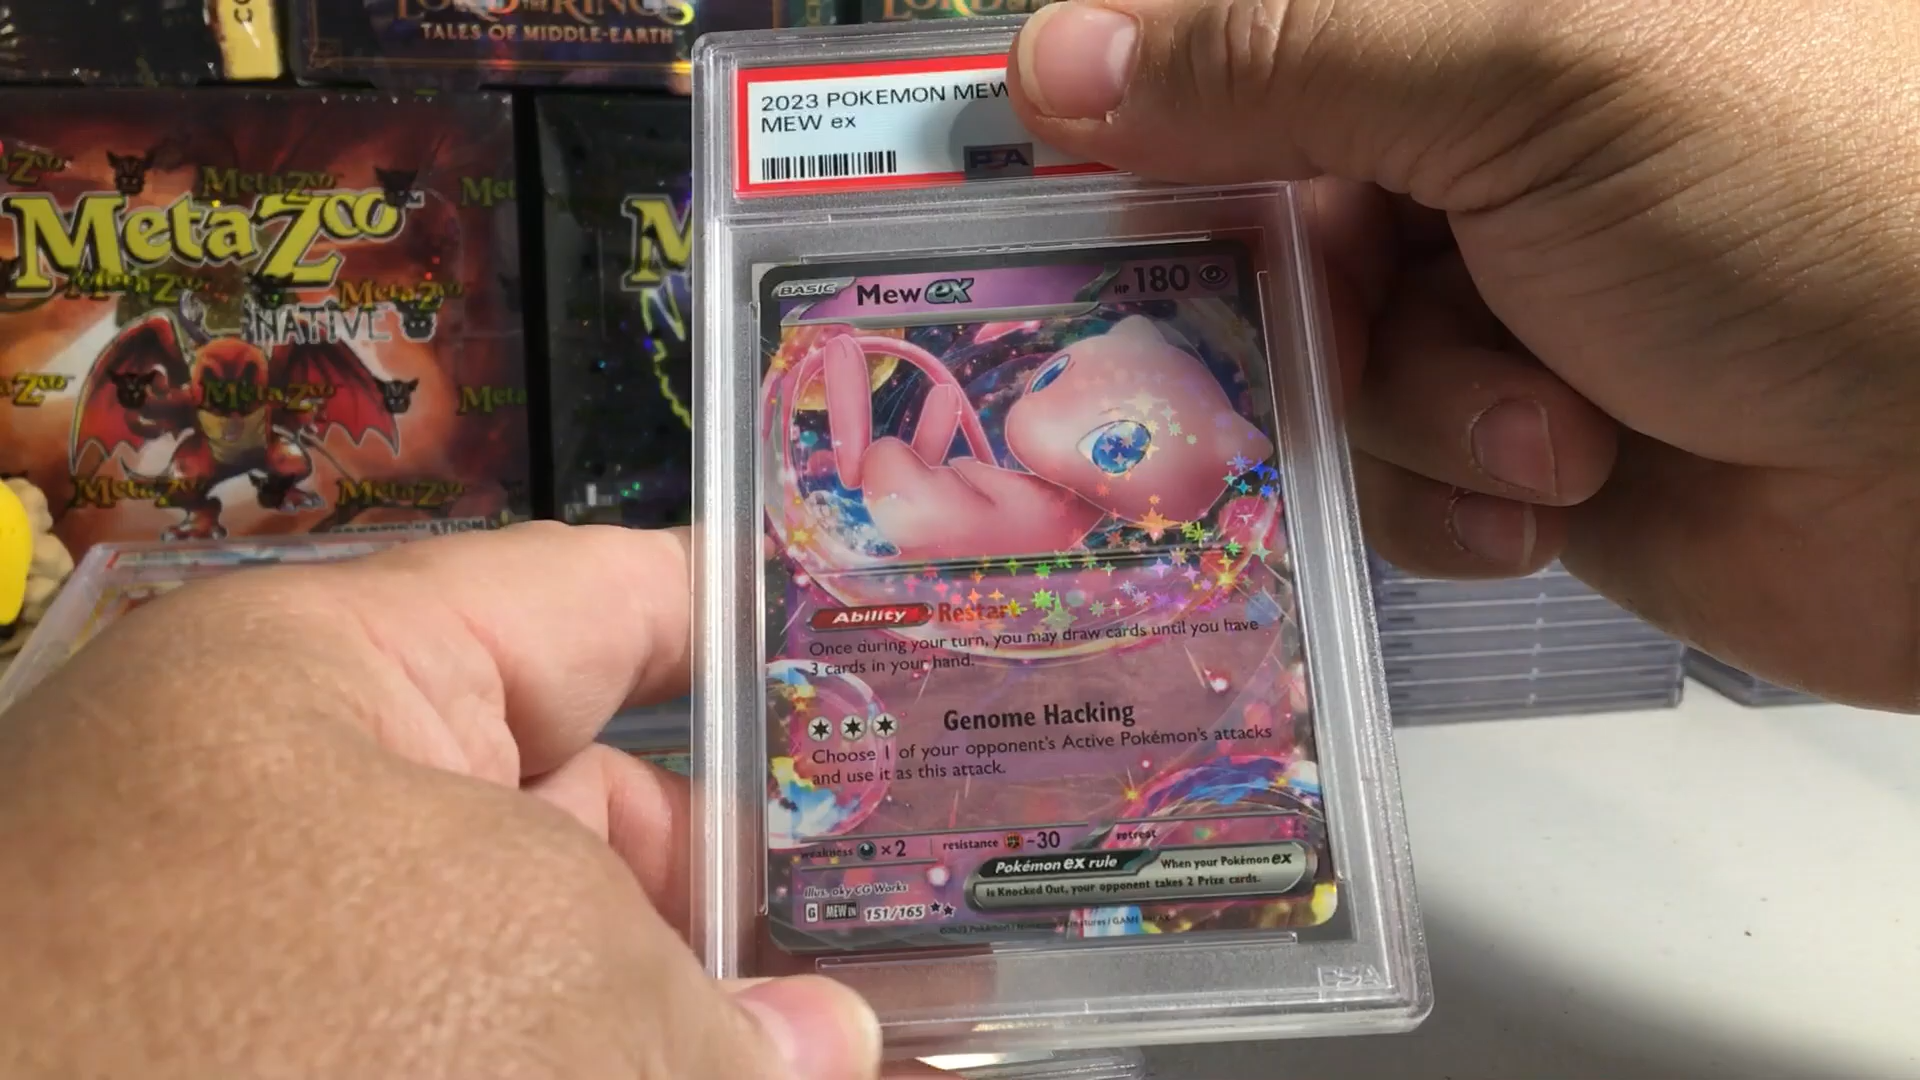 TALES OF MIDDLE-EARTH
MetaZoo
NATIVE
2023 POKEMON MEW
MEW ex
PSA
BASIC Mew ex HP 180
Ability Restart
Once during your turn, you may draw cards until you have
3 cards in your hand.
Genome Hacking
Choose 1 of your opponent's Active Pokémon's attacks
and use it as this attack.
weakness ×2 resistance -30 retreat
Pokémon ex rule When your Pokémon ex
is Knocked Out, your opponent takes 2 Prize cards.
Illus. aky CG Works
G MEW EN 151/165
PSA